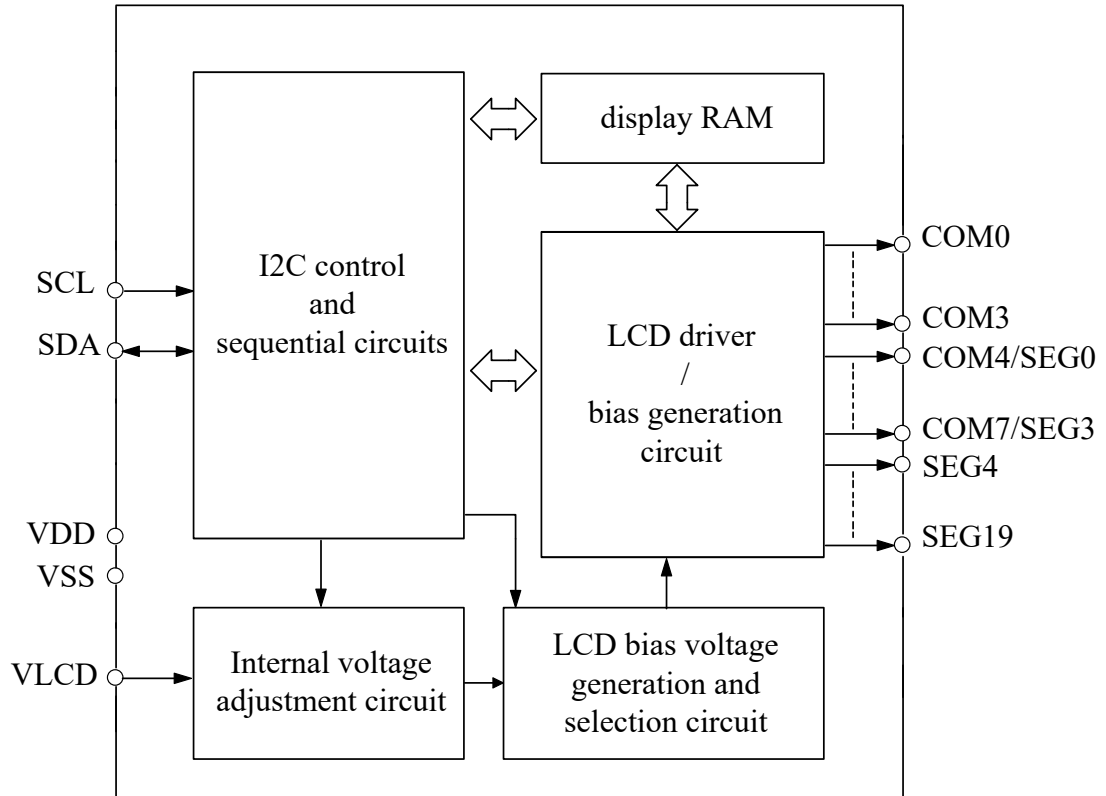 display RAM
COM0
SCL
I2C control
and
sequential circuits
COM3
SDA
LCD driver
/
bias generation
circuit
COM4/SEG0
COM7/SEG3
SEG4
VDD
SEG19
VSS
VLCD
Internal voltage
adjustment circuit
LCD bias voltage
generation and
selection circuit